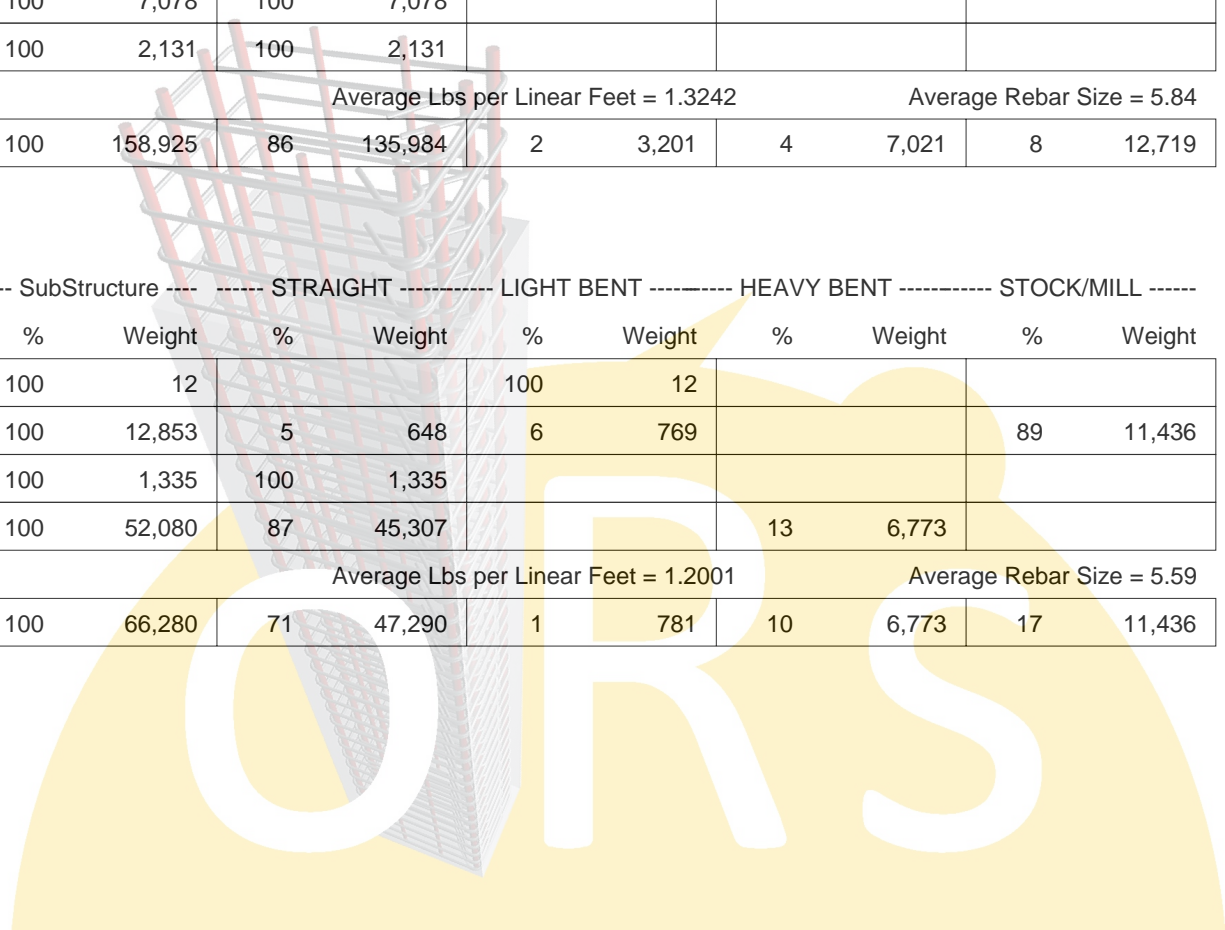 100 7,078 100 7,078
100 2,131 100 2,131
Average Lbs per Linear Feet = 1.3242 Average Rebar Size = 5.84
100 158,925 86 135,984 2 3,201 4 7,021 8 12,719
-- SubStructure ---- ------ STRAIGHT ------------ LIGHT BENT ------------ HEAVY BENT ------------ STOCK/MILL ------
% Weight % Weight % Weight % Weight % Weight
100 12 100 12
100 12,853 5 648 6 769 89 11,436
100 1,335 100 1,335
100 52,080 87 45,307 13 6,773
Average Lbs per Linear Feet = 1.2001 Average Rebar Size = 5.59
100 66,280 71 47,290 1 781 10 6,773 17 11,436
ORS